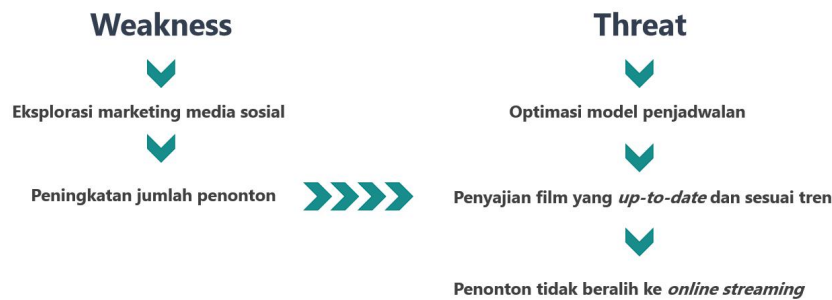 Weakness
Eksplorasi marketing media sosial
Peningkatan jumlah penonton
Threat
Optimasi model penjadwalan
Penyajian film yang up-to-date dan sesuai tren
Penonton tidak beralih ke online streaming